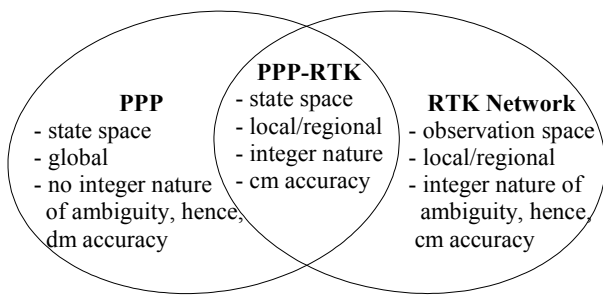 PPP
- state space
- global
- no integer nature
of ambiguity, hence,
dm accuracy
PPP-RTK
- state space
- local/regional
- integer nature
- cm accuracy
RTK Network
- observation space
- local/regional
- integer nature of
ambiguity, hence,
cm accuracy